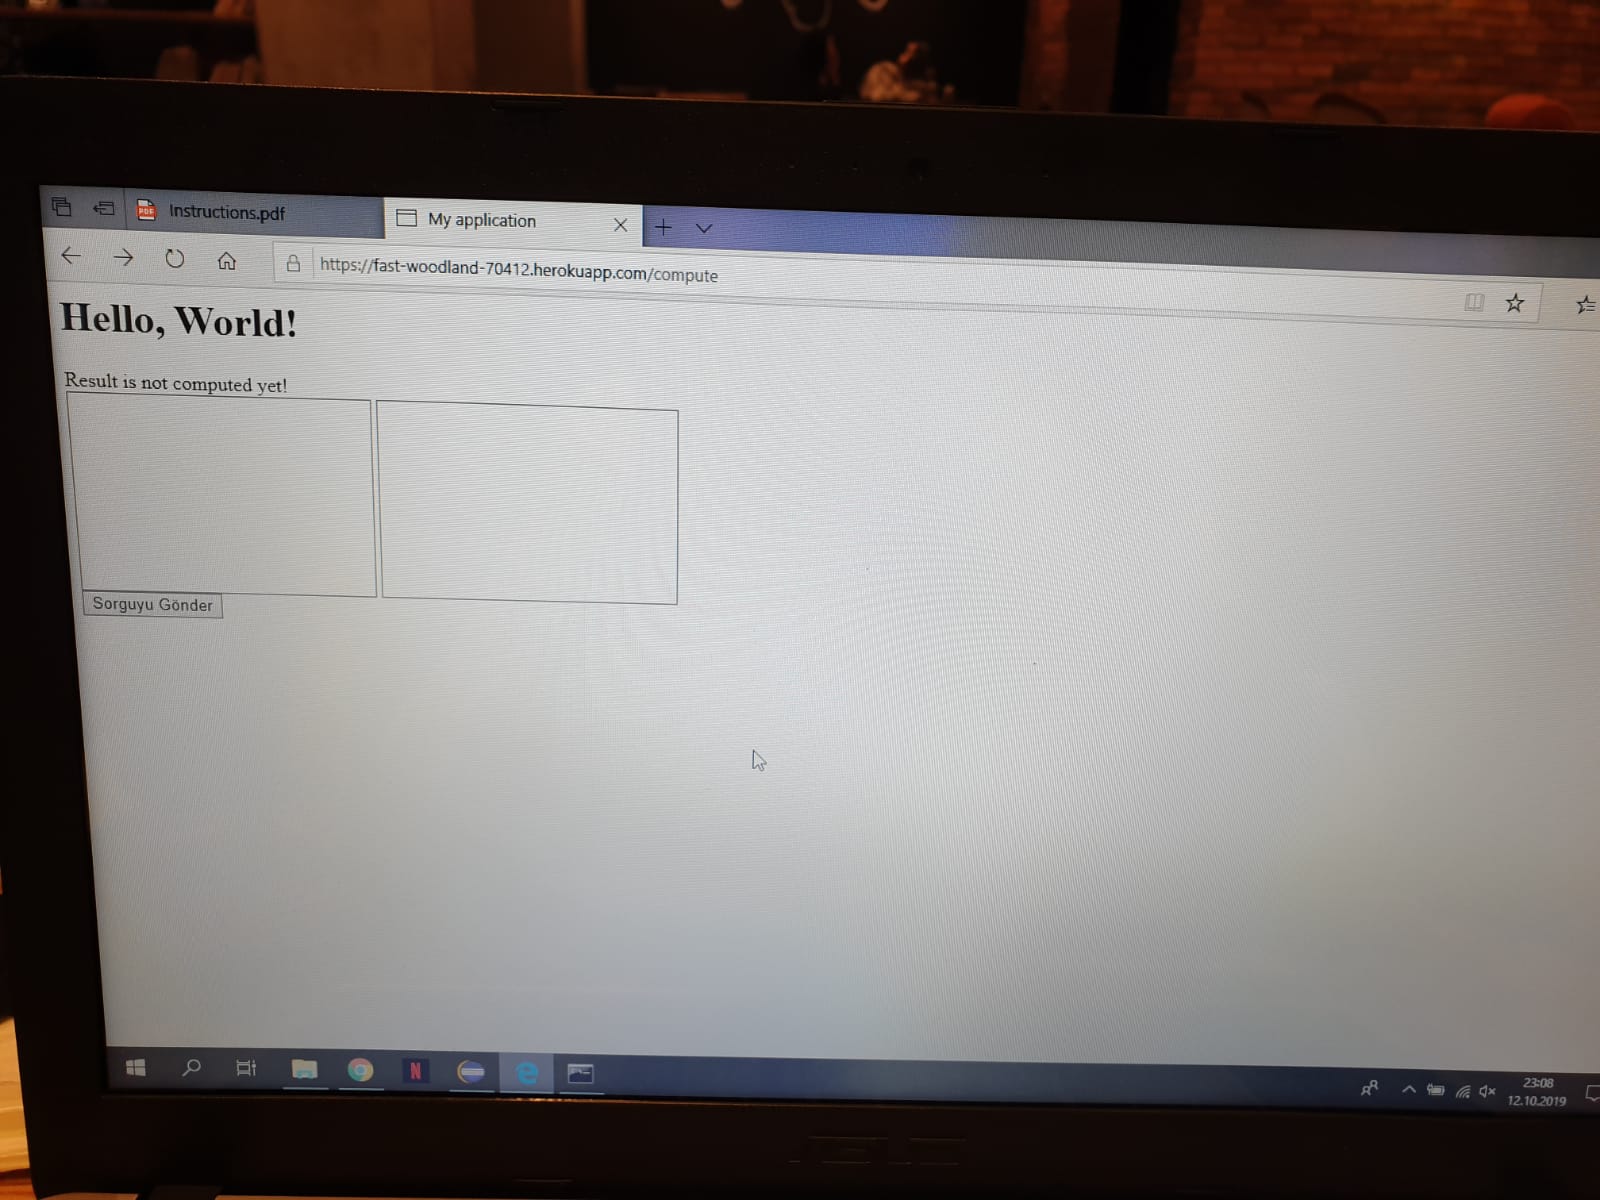 Instructions.pdf
My application
https://fast-woodland-70412.herokuapp.com/compute
Hello, World!
Result is not computed yet!
Sorguyu Gönder
23:08
12.10.2019